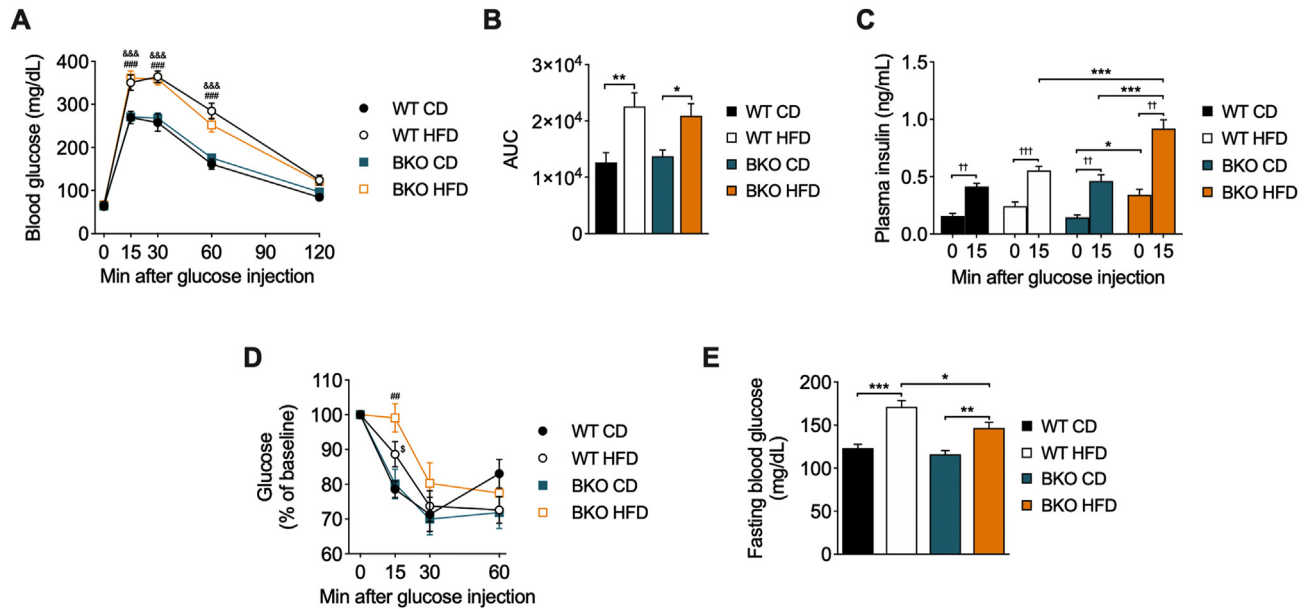 A
Blood glucose (mg/dL)
400
300
200
100
0
&&&
###
&&&
###
&&&
###
0 15 30 60 90 120
Min after glucose injection
WT CD
WT HFD
BKO CD
BKO HFD
B
AUC
3×10⁴
2×10⁴
1×10⁴
0
**
*
WT CD
WT HFD
BKO CD
BKO HFD
C
Plasma insulin (ng/mL)
1.5
1.0
0.5
0.0
***
***
††
*
††
†††
††
0 15 0 15 0 15 0 15
Min after glucose injection
WT CD
WT HFD
BKO CD
BKO HFD
D
Glucose
(% of baseline)
110
100
90
80
70
60
##
$
0 15 30 60
Min after glucose injection
WT CD
WT HFD
BKO CD
BKO HFD
E
Fasting blood glucose
(mg/dL)
200
150
100
50
0
***
*
**
WT CD
WT HFD
BKO CD
BKO HFD